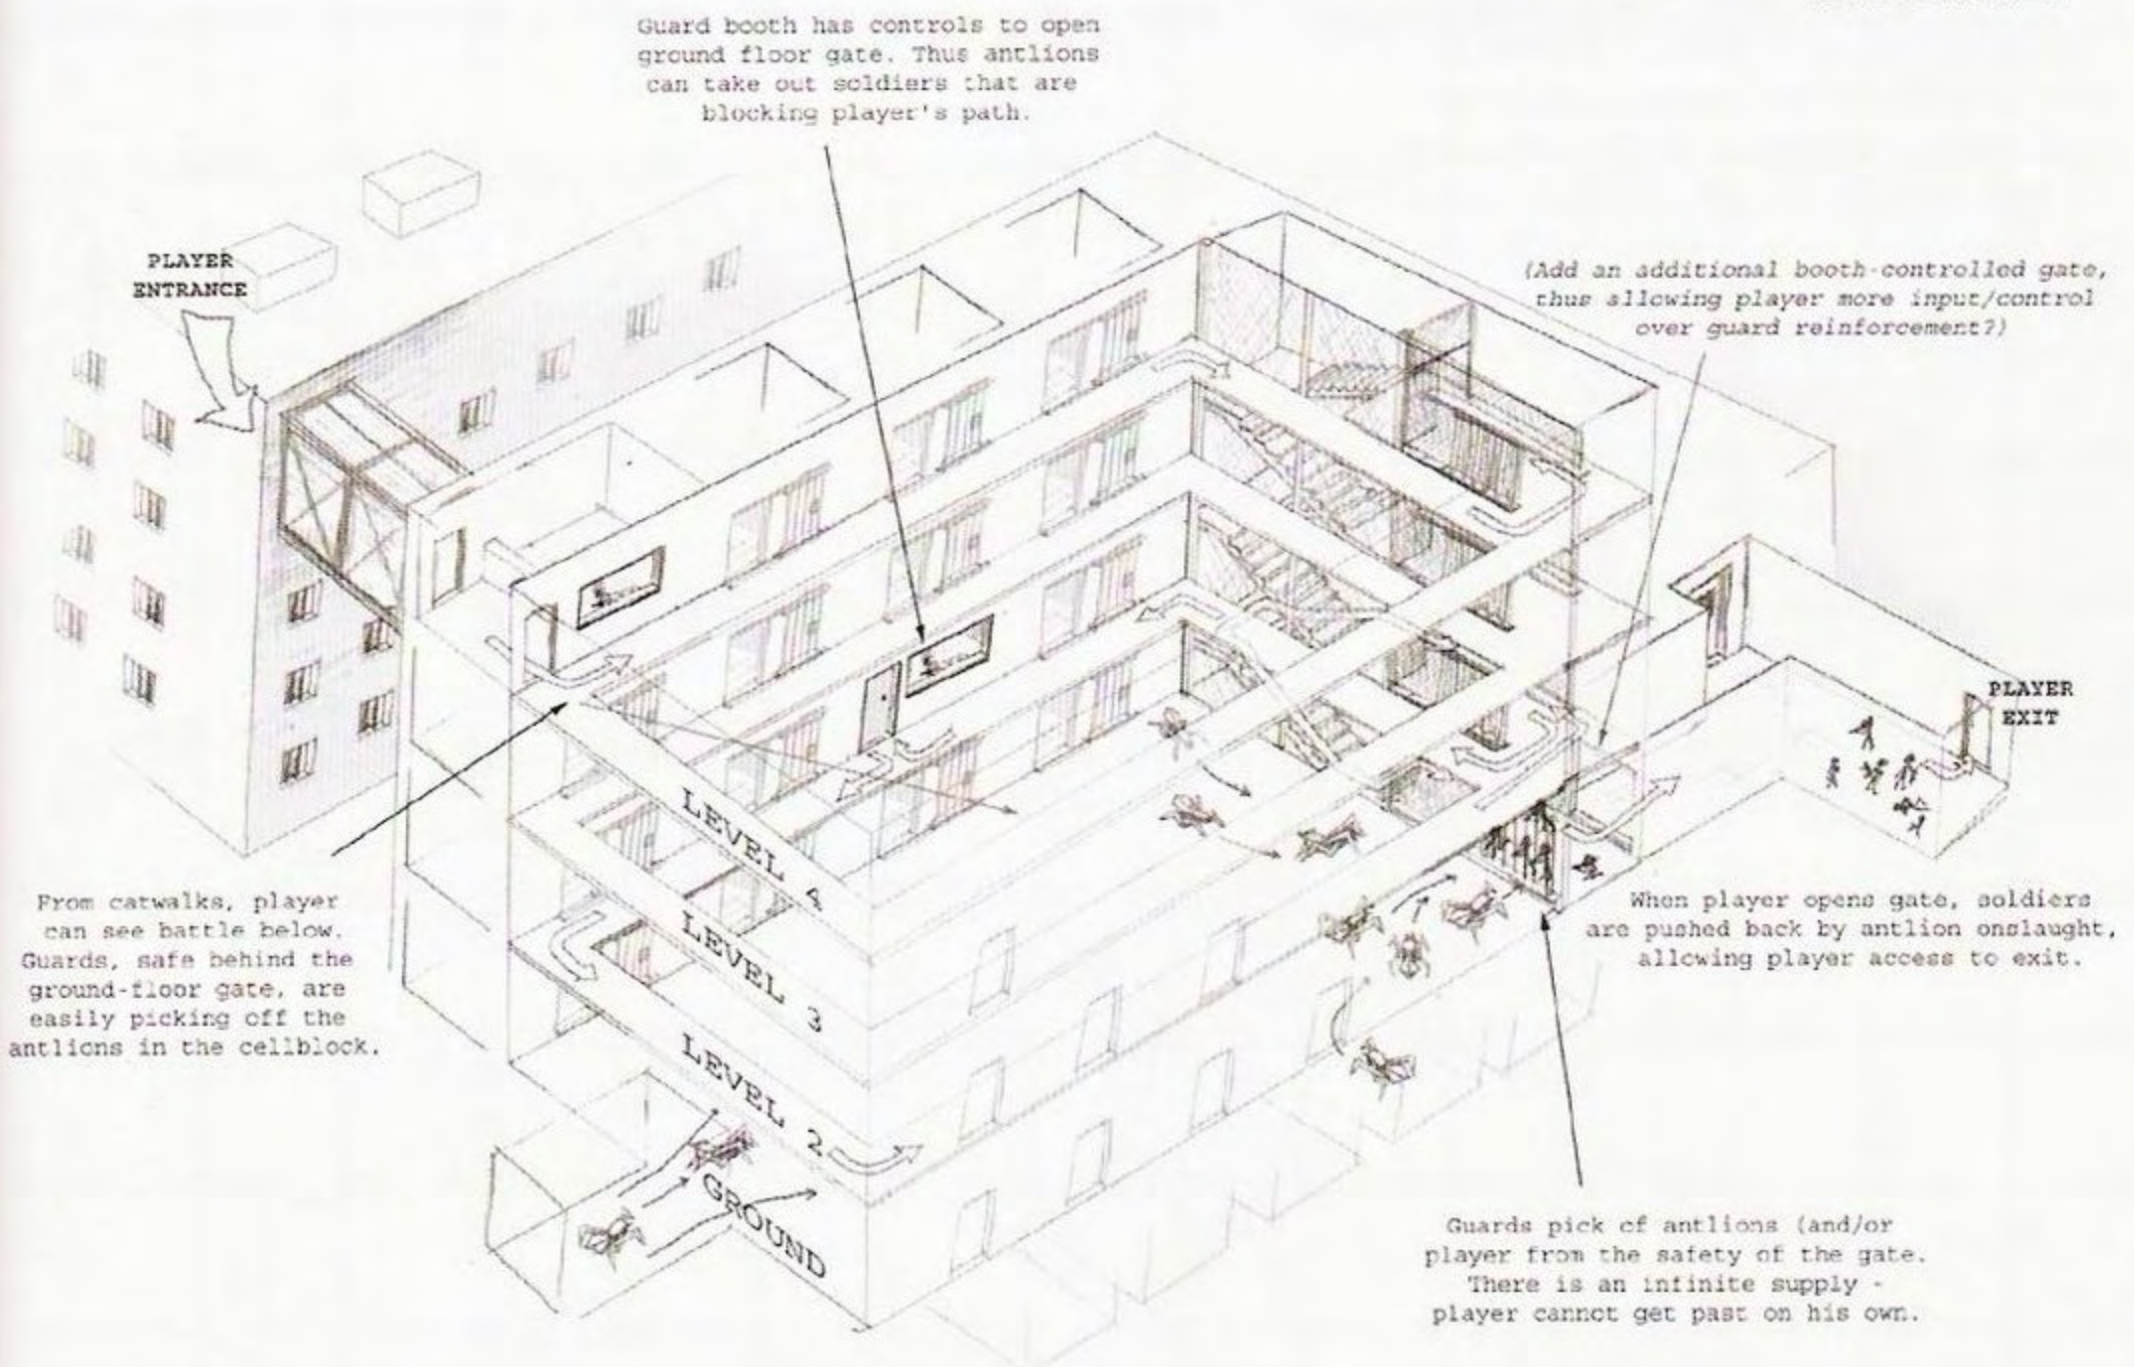 Guard booth has controls to open
ground floor gate. Thus antlions
can take out soldiers that are
blocking player's path.
PLAYER
ENTRANCE
(Add an additional booth-controlled gate,
thus allowing player more input/control
over guard reinforcement?)
PLAYER
EXIT
LEVEL 4
LEVEL 3
LEVEL 2
GROUND
From catwalks, player
can see battle below.
Guards, safe behind the
ground-floor gate, are
easily picking off the
antlions in the cellblock.
When player opens gate, soldiers
are pushed back by antlion onslaught,
allowing player access to exit.
Guards pick of antlions (and/or
player from the safety of the gate.
There is an infinite supply -
player cannot get past on his own.